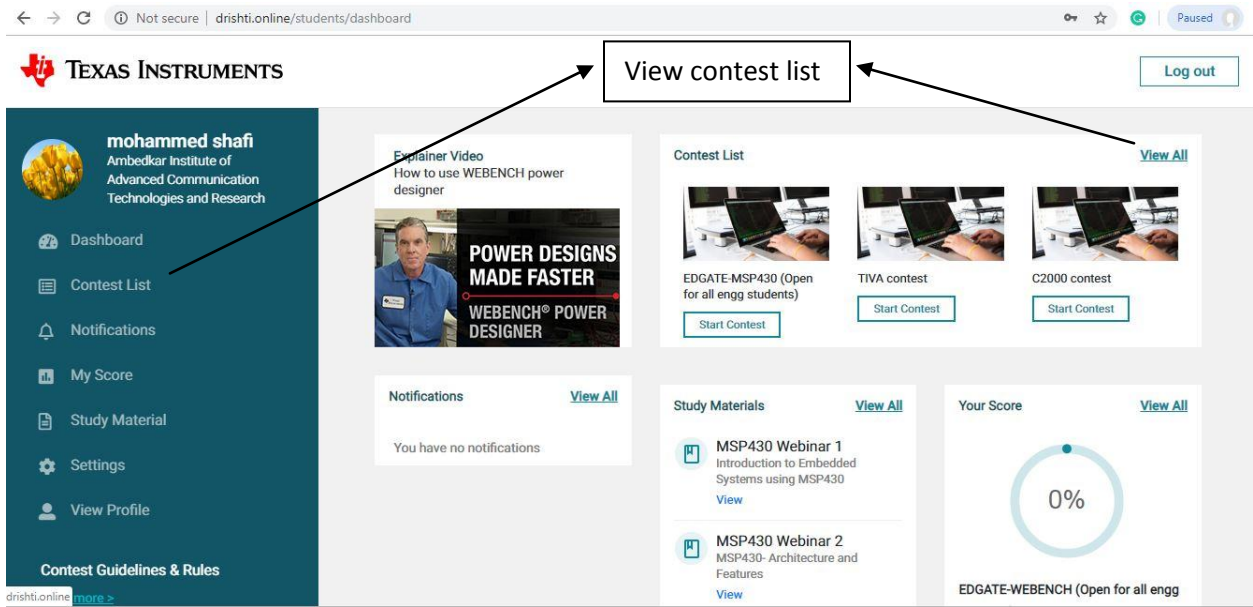 Not secure | drishti.online/students/dashboard
Paused
TEXAS INSTRUMENTS
View contest list
Log out
mohammed shafi
Ambedkar Institute of
Advanced Communication
Technologies and Research
Dashboard
Contest List
Notifications
My Score
Study Material
Settings
View Profile
Contest Guidelines & Rules
more >
drishti.online
Explainer Video
How to use WEBENCH power
designer
POWER DESIGNS
MADE FASTER
WEBENCH® POWER
DESIGNER
Contest List
View All
EDGATE-MSP430 (Open
for all engg students)
Start Contest
TIVA contest
Start Contest
C2000 contest
Start Contest
Notifications
View All
You have no notifications
Study Materials
View All
MSP430 Webinar 1
Introduction to Embedded
Systems using MSP430
View
MSP430 Webinar 2
MSP430- Architecture and
Features
View
Your Score
View All
0%
EDGATE-WEBENCH (Open for all engg